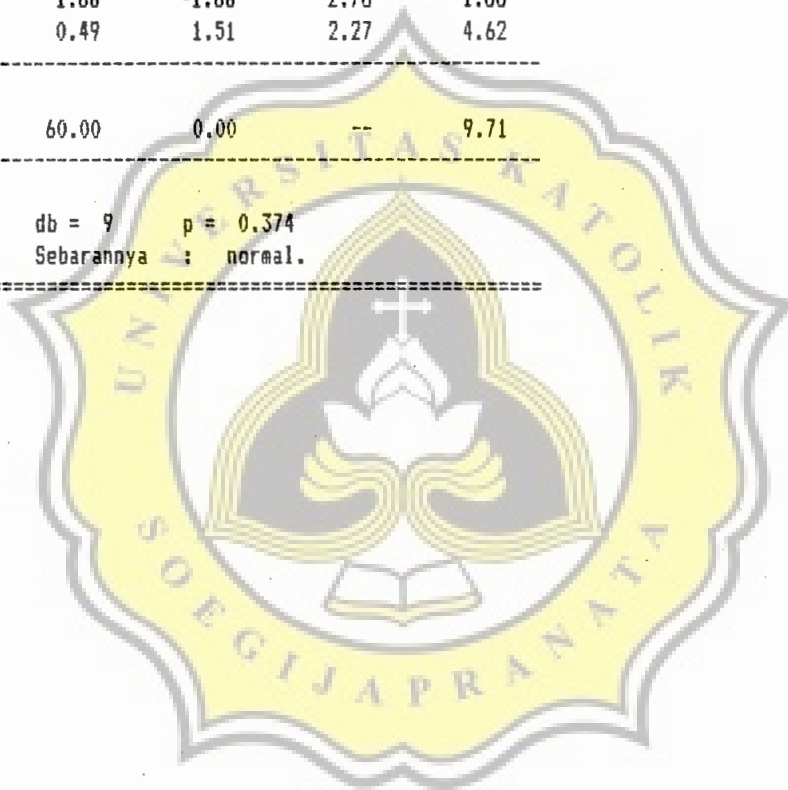 0.49 1.51 2.27 4.62
60.00 0.00 -- 9.71
db = 9 p = 0.374
Sebarannya : normal.
UNIVERSITAS KATOLIK
SOEGIJAPRANATA